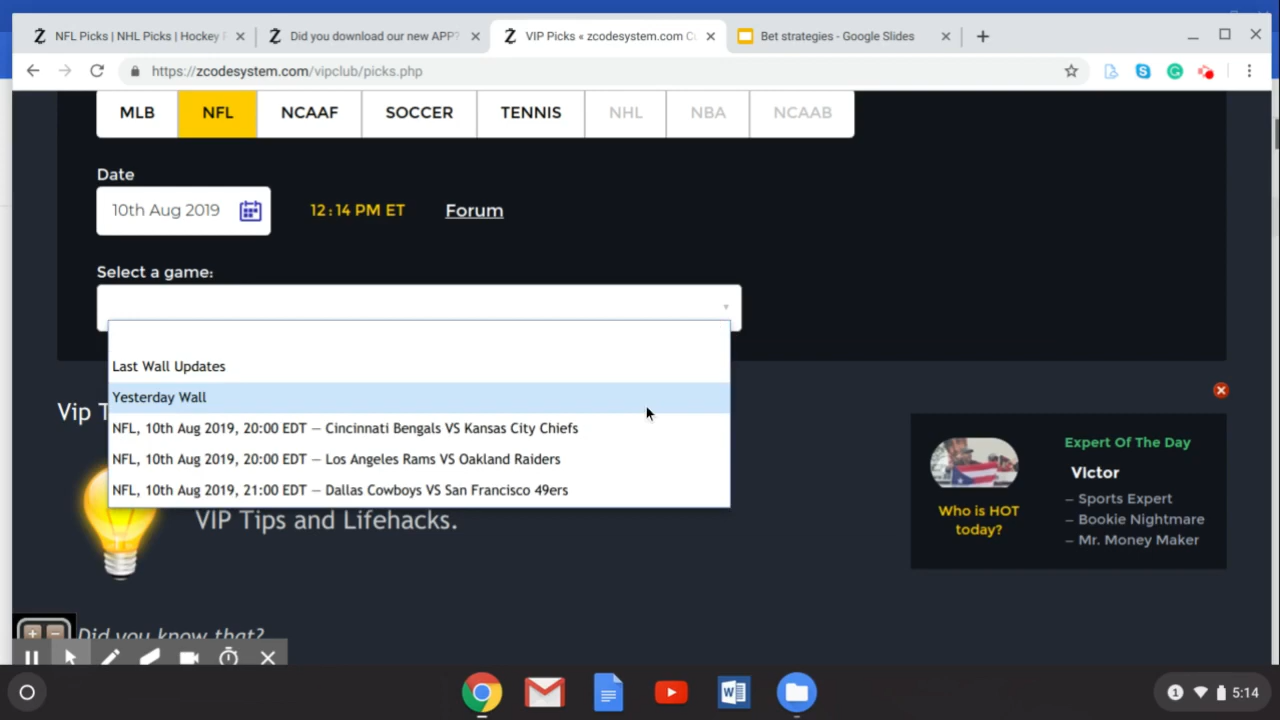 NFL Picks | NHL Picks | Hockey P
Did you download our new APP?
VIP Picks « zcodesystem.com C
Bet strategies - Google Slides
https://zcodesystem.com/vipclub/picks.php
MLB
NFL
NCAAF
SOCCER
TENNIS
NHL
NBA
NCAAB
Date
10th Aug 2019
12:14 PM ET
Forum
Select a game:
Last Wall Updates
Yesterday Wall
NFL, 10th Aug 2019, 20:00 EDT — Cincinnati Bengals VS Kansas City Chiefs
NFL, 10th Aug 2019, 20:00 EDT — Los Angeles Rams VS Oakland Raiders
NFL, 10th Aug 2019, 21:00 EDT — Dallas Cowboys VS San Francisco 49ers
Vip T
VIP Tips and Lifehacks.
Did you know that?
Expert Of The Day
Victor
– Sports Expert
– Bookie Nightmare
– Mr. Money Maker
Who is HOT
today?
1
5:14